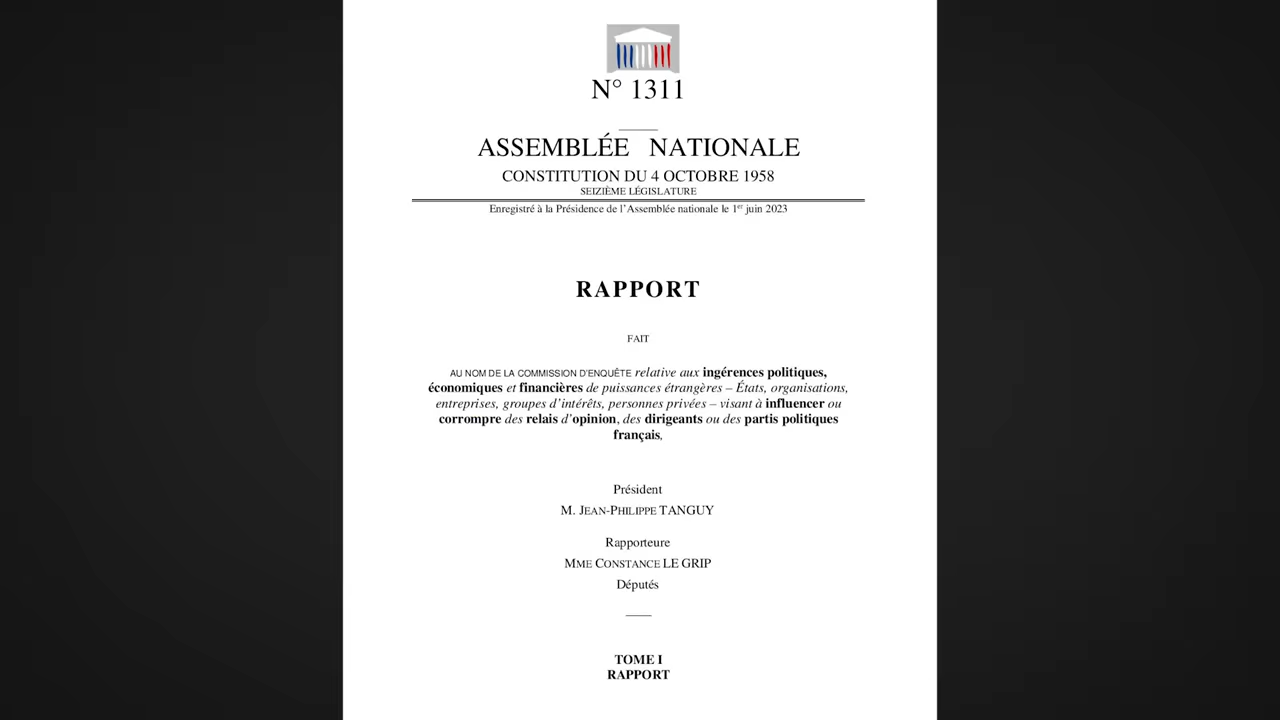 N° 1311
ASSEMBLÉE NATIONALE
CONSTITUTION DU 4 OCTOBRE 1958
SEIZIÈME LÉGISLATURE
Enregistré à la Présidence de l’Assemblée nationale le 1er juin 2023
RAPPORT
FAIT
AU NOM DE LA COMMISSION D’ENQUÊTE relative aux ingérences politiques,
économiques et financières de puissances étrangères – États, organisations,
entreprises, groupes d’intérêts, personnes privées – visant à influencer ou
corrompre des relais d’opinion, des dirigeants ou des partis politiques
français,
Président
M. JEAN-PHILIPPE TANGUY
Rapporteure
MME CONSTANCE LE GRIP
Députés
TOME I
RAPPORT